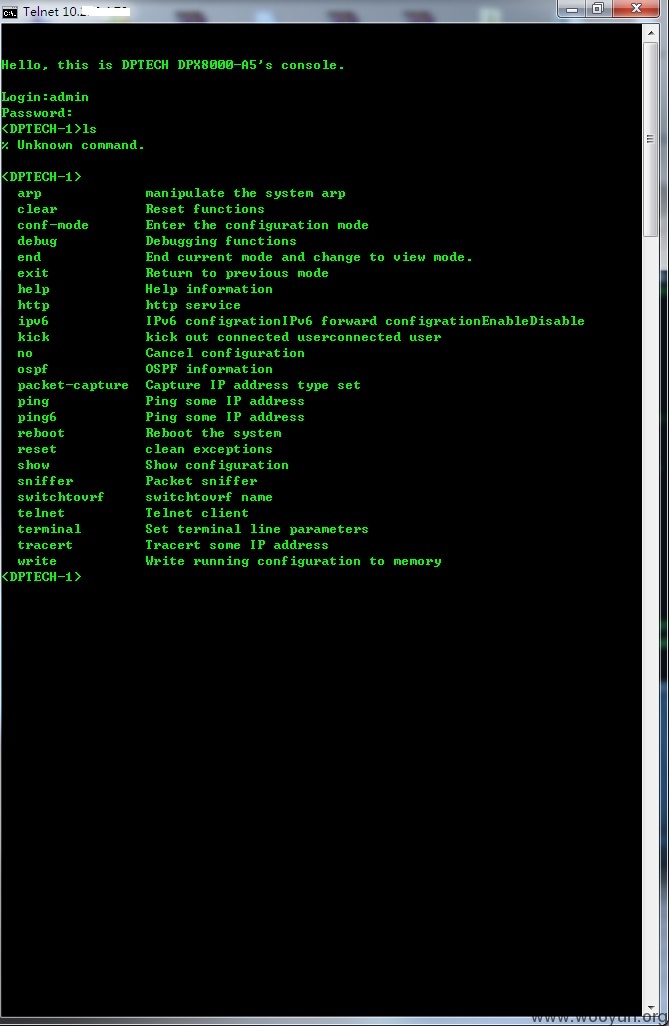 Telnet 10.
Hello, this is DPTECH DPX8000-A5's console.
Login:admin
Password:
<DPTECH-1>ls
% Unknown command.
<DPTECH-1>
arp manipulate the system arp
clear Reset functions
conf-mode Enter the configuration mode
debug Debugging functions
end End current mode and change to view mode.
exit Return to previous mode
help Help information
http http service
ipv6 IPv6 configrationIPv6 forward configrationEnableDisable
kick kick out connected userconnected user
no Cancel configuration
ospf OSPF information
packet-capture Capture IP address type set
ping Ping some IP address
ping6 Ping some IP address
reboot Reboot the system
reset clean exceptions
show Show configuration
sniffer Packet sniffer
switchtovrf switchtovrf name
telnet Telnet client
terminal Set terminal line parameters
tracert Tracert some IP address
write Write running configuration to memory
<DPTECH-1>
www.wooyun.org